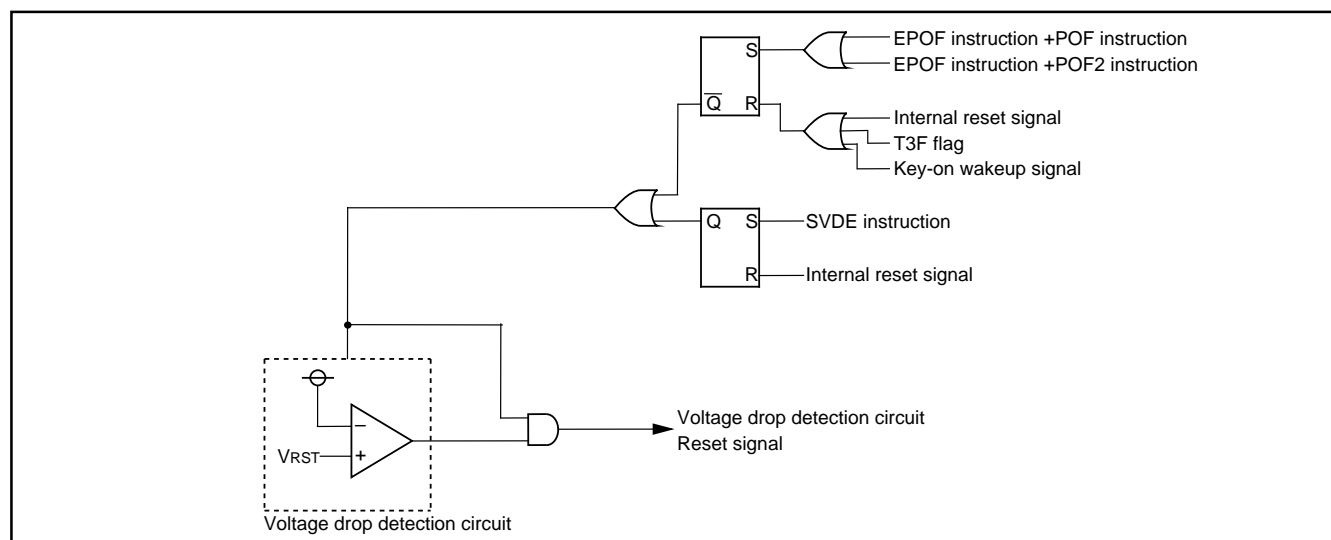 EPOF instruction +POF instruction
S
EPOF instruction +POF2 instruction
Q R
Internal reset signal
T3F flag
Key-on wakeup signal
Q S
SVDE instruction
R
Internal reset signal
−
VRST
+
Voltage drop detection circuit
Reset signal
Voltage drop detection circuit